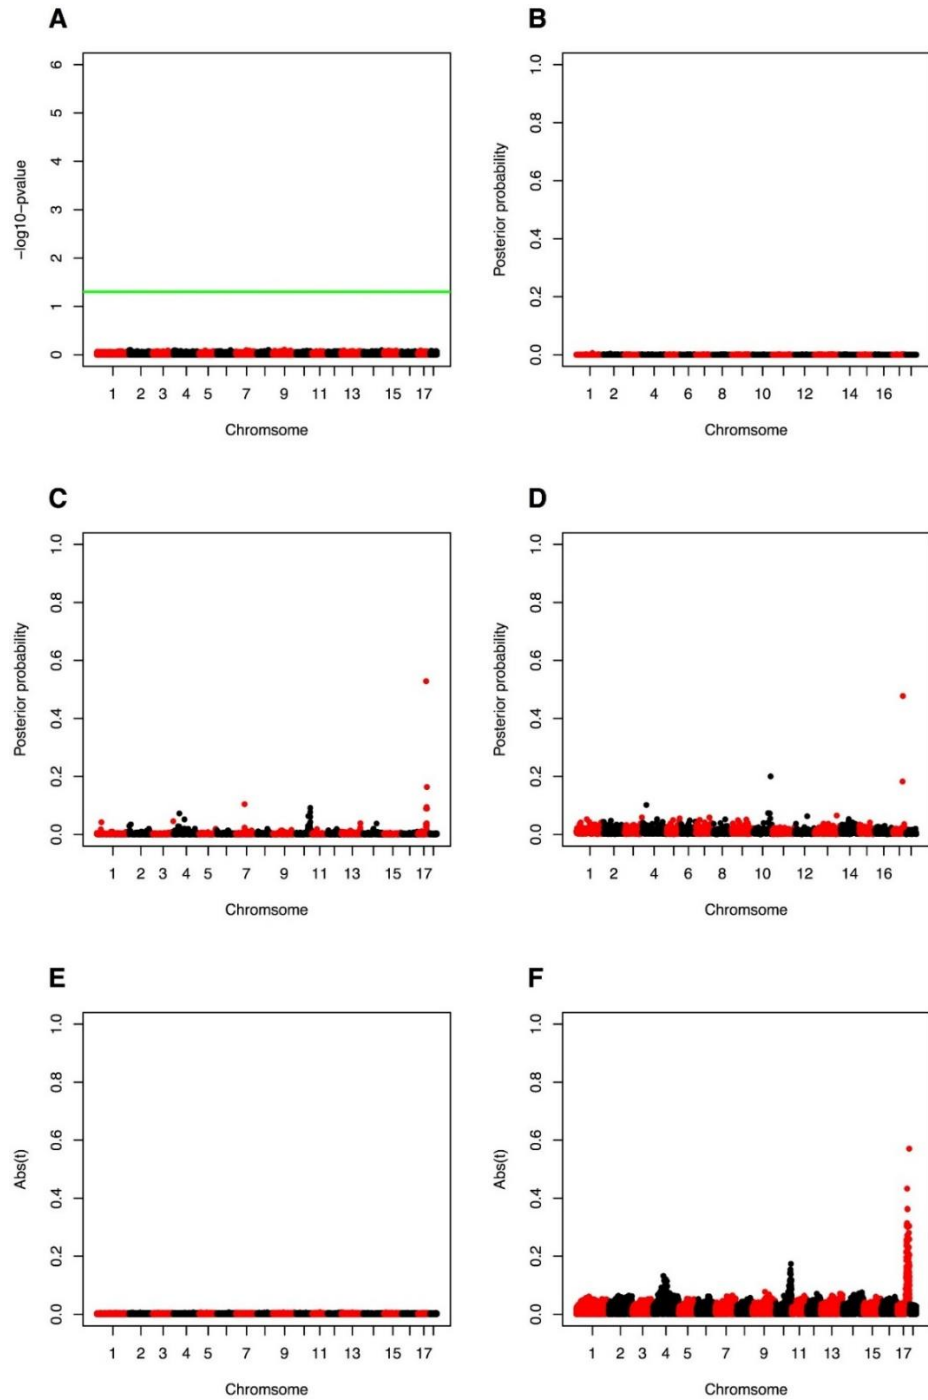 A
6
5
4
3
2
1
0
−log10−pvalue
1 2 3 4 5 7 9 11 13 15 17
Chromsome
B
1.0
0.8
0.6
0.4
0.2
0.0
Posterior probability
1 2 4 6 8 10 12 14 16
Chromsome
C
1.0
0.8
0.6
0.4
0.2
0.0
Posterior probability
1 2 3 4 5 7 9 11 13 15 17
Chromsome
D
1.0
0.8
0.6
0.4
0.2
0.0
Posterior probability
1 2 4 6 8 10 12 14 16
Chromsome
E
1.0
0.8
0.6
0.4
0.2
0.0
Abs(t)
1 2 3 4 5 7 9 11 13 15 17
Chromsome
F
1.0
0.8
0.6
0.4
0.2
0.0
Abs(t)
1 2 3 4 5 7 9 11 13 15 17
Chromsome